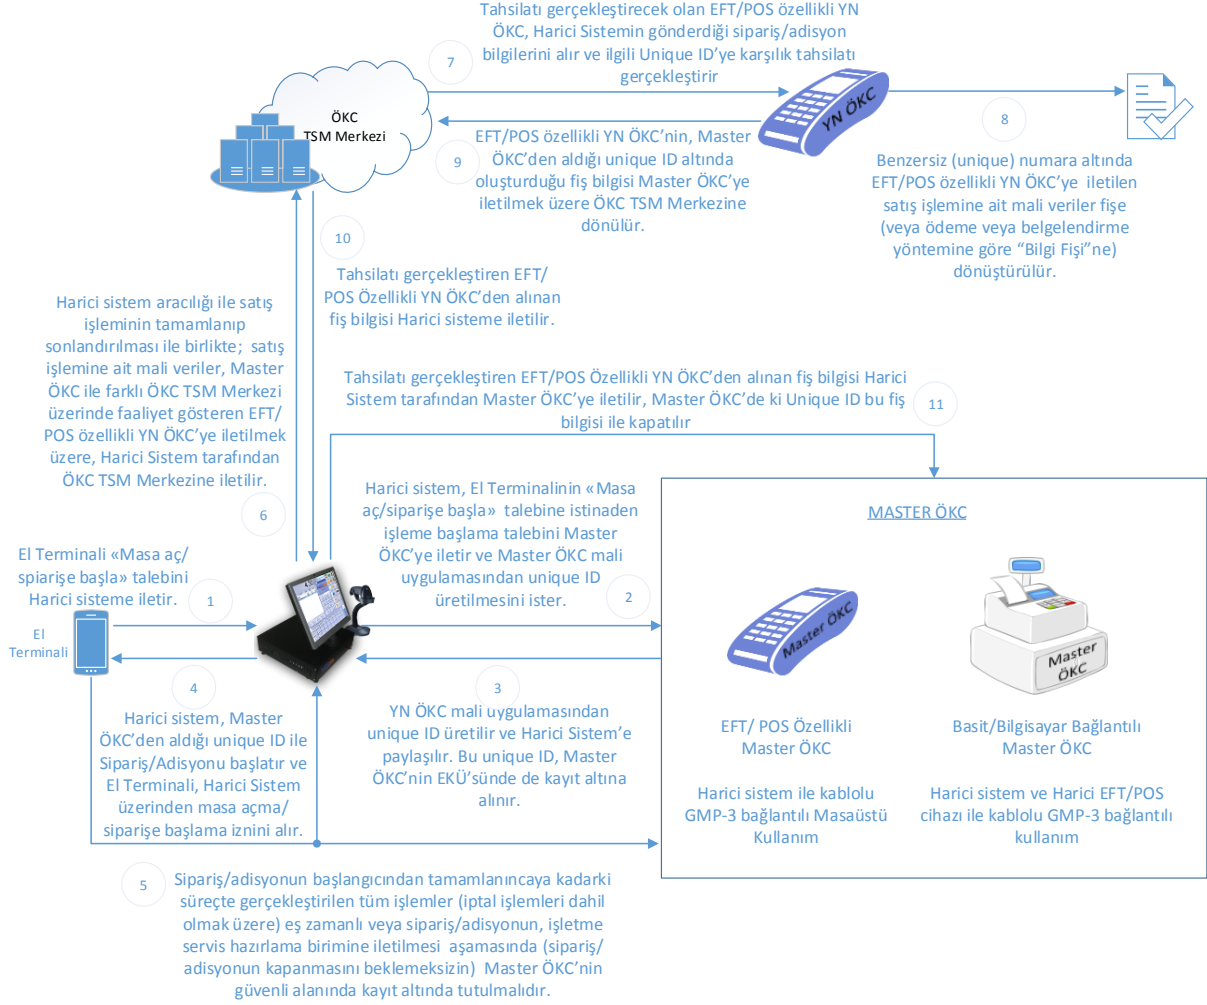 Tahsilatı gerçekleştirecek olan EFT/POS özellikli YN
ÖKC, Harici Sistemin gönderdiği sipariş/adisyon
bilgilerini alır ve ilgili Unique ID’ye karşılık tahsilatı
gerçekleştirir
7
ÖKC
TSM Merkezi
YN ÖKC
8
EFT/POS özellikli YN ÖKC’nin, Master
ÖKC’den aldığı unique ID altında
oluşturduğu fiş bilgisi Master ÖKC’ye
iletilmek üzere ÖKC TSM Merkezine
dönülür.
9
Benzersiz (unique) numara altında
EFT/POS özellikli YN ÖKC’ye iletilen
satış işlemine ait mali veriler fişe
(veya ödeme veya belgelendirme
yöntemine göre “Bilgi Fişi”ne)
dönüştürülür.
10
Tahsilatı gerçekleştiren EFT/
POS Özellikli YN ÖKC’den alınan
fiş bilgisi Harici sisteme iletilir.
Harici sistem aracılığı ile satış
işleminin tamamlanıp
sonlandırılması ile birlikte; satış
işlemine ait mali veriler, Master
ÖKC ile farklı ÖKC TSM Merkezi
üzerinde faaliyet gösteren EFT/
POS özellikli YN ÖKC’ye iletilmek
üzere, Harici Sistem tarafından
ÖKC TSM Merkezine iletilir.
6
Tahsilatı gerçekleştiren EFT/POS Özellikli YN ÖKC’den alınan fiş bilgisi Harici
Sistem tarafından Master ÖKC’ye iletilir, Master ÖKC’de ki Unique ID bu fiş
bilgisi ile kapatılır
11
Harici sistem, El Terminalinin «Masa
aç/siparişe başla» talebine istinaden
işleme başlama talebini Master
ÖKC’ye iletir ve Master ÖKC mali
uygulamasından unique ID
üretilmesini ister.
2
El Terminali «Masa aç/
spiarişe başla» talebini
Harici sisteme iletir.
1
El
Terminali
4
Harici sistem, Master
ÖKC’den aldığı unique ID ile
Sipariş/Adisyonu başlatır ve
El Terminali, Harici Sistem
üzerinden masa açma/
siparişe başlama iznini alır.
3
YN ÖKC mali uygulamasından
unique ID üretilir ve Harici Sistem’e
paylaşılır. Bu unique ID, Master
ÖKC’nin EKÜ’sünde de kayıt altına
alınır.
MASTER ÖKC
Master ÖKC
Master
ÖKC
EFT/ POS Özellikli
Master ÖKC
Harici sistem ile kablolu
GMP-3 bağlantılı Masaüstü
Kullanım
Basit/Bilgisayar Bağlantılı
Master ÖKC
Harici sistem ve Harici EFT/POS
cihazı ile kablolu GMP-3 bağlantılı
kullanım
5
Sipariş/adisyonun başlangıcından tamamlanıncaya kadarki
süreçte gerçekleştirilen tüm işlemler (iptal işlemleri dahil
olmak üzere) eş zamanlı veya sipariş/adisyonun, işletme
servis hazırlama birimine iletilmesi aşamasında (sipariş/
adisyonun kapanmasını beklemeksizin) Master ÖKC’nin
güvenli alanında kayıt altında tutulmalıdır.